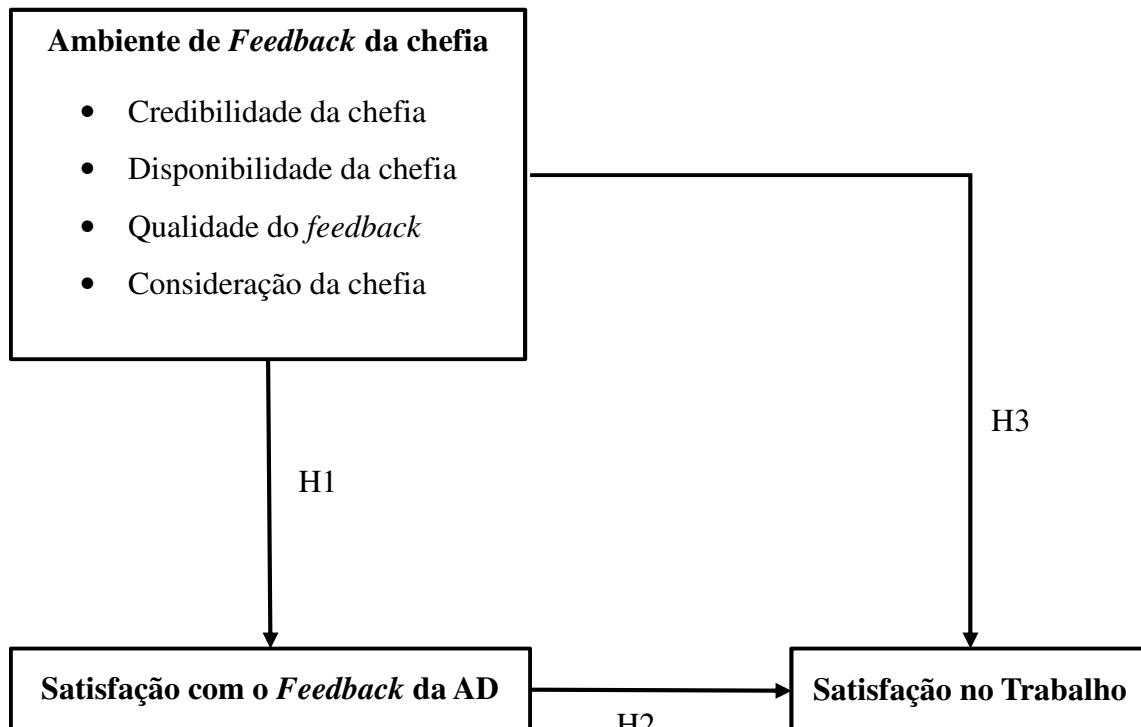 Ambiente de Feedback da chefia
• Credibilidade da chefia
• Disponibilidade da chefia
• Qualidade do feedback
• Consideração da chefia
H3
H1
Satisfação com o Feedback da AD
Satisfação no Trabalho
H2